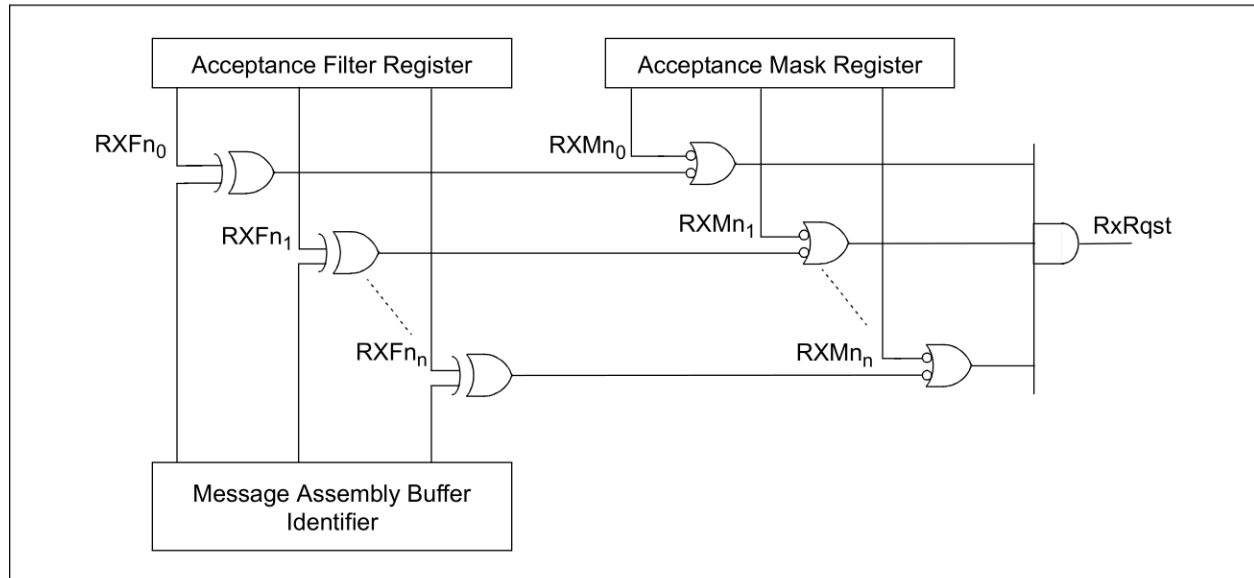 Acceptance Filter Register
Acceptance Mask Register
RXFn₀
RXMn₀
RXFn₁
RXMn₁
RxRqst
RXFnₙ
RXMnₙ
Message Assembly Buffer
Identifier